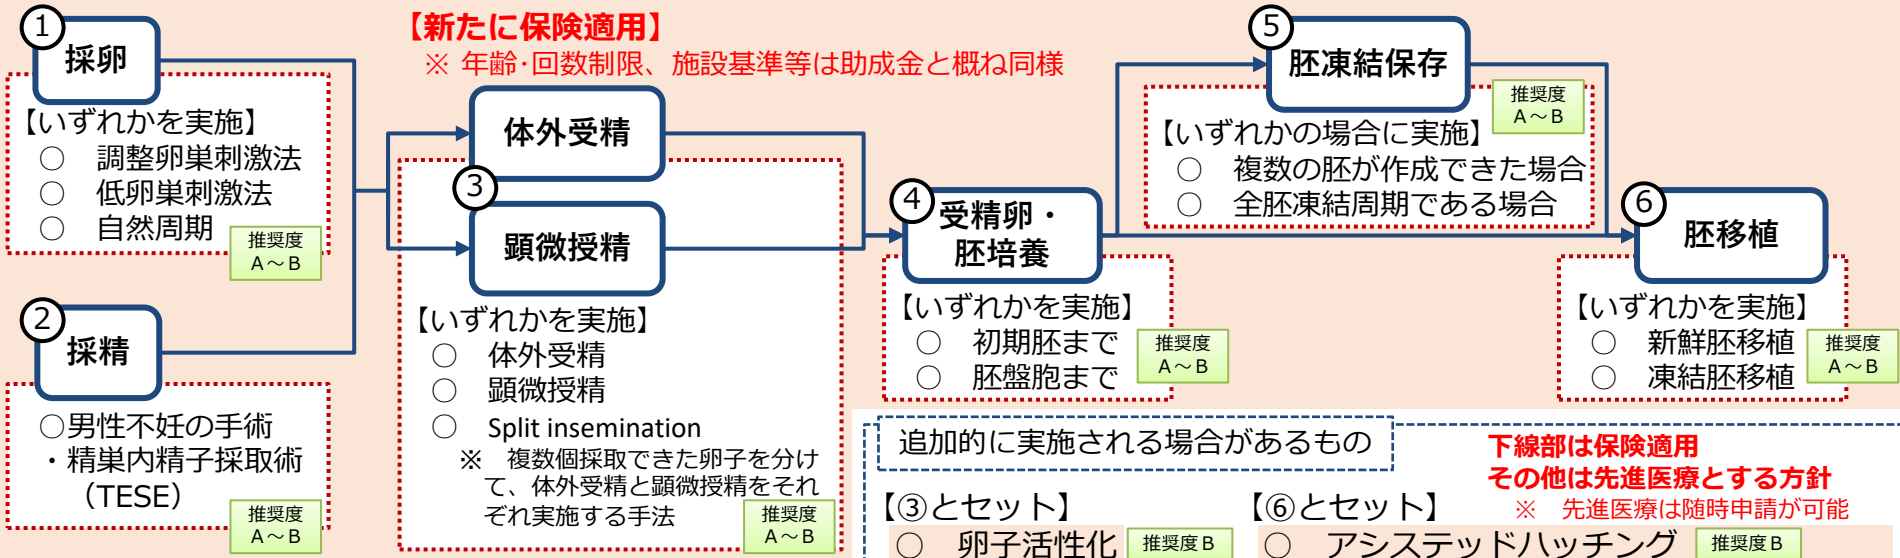 【新たに保険適用】
※ 年齢・回数制限、施設基準等は助成金と概ね同様
①
採卵
【いずれかを実施】
○ 調整卵巣刺激法
○ 低卵巣刺激法
○ 自然周期
推奨度
A～B
②
採精
○男性不妊の手術
・精巣内精子採取術
（TESE）
推奨度
A～B
体外受精
③
顕微授精
【いずれかを実施】
○ 体外受精
○ 顕微授精
○ Split insemination
※ 複数個採取できた卵子を分け
て、体外受精と顕微授精をそれ
ぞれ実施する手法
推奨度
A～B
④
受精卵・
胚培養
【いずれかを実施】
○ 初期胚まで
○ 胚盤胞まで
推奨度
A～B
⑤
胚凍結保存
推奨度
A～B
【いずれかの場合に実施】
○ 複数の胚が作成できた場合
○ 全胚凍結周期である場合
⑥
胚移植
【いずれかを実施】
○ 新鮮胚移植
○ 凍結胚移植
推奨度
A～B
追加的に実施される場合があるもの
下線部は保険適用
その他は先進医療とする方針
※ 先進医療は随時申請が可能
【③とセット】
○ 卵子活性化
推奨度B
【⑥とセット】
○ アシステッドハッチング
推奨度B